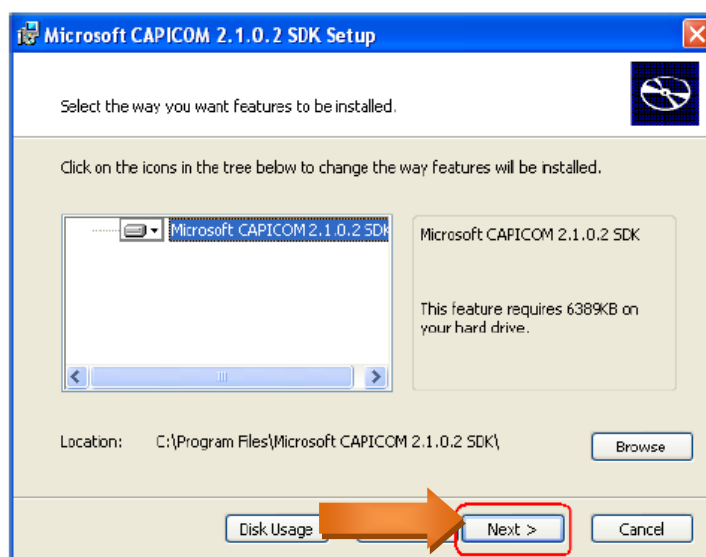 Microsoft CAPICOM 2.1.0.2 SDK Setup
Select the way you want features to be installed.
Click on the icons in the tree below to change the way features will be installed.
Microsoft CAPICOM 2.1.0.2 SDK
Microsoft CAPICOM 2.1.0.2 SDK
This feature requires 6389KB on
your hard drive.
Location: C:\Program Files\Microsoft CAPICOM 2.1.0.2 SDK\
Browse
Disk Usage
Next >
Cancel